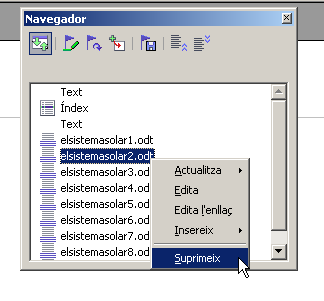 Navegador
Text
Índex
Text
elsistemasolar1.odt
elsistemasolar2.odt
elsistemasolar3.od
elsistemasolar4.od
elsistemasolar5.od
elsistemasolar6.od
elsistemasolar7.od
elsistemasolar8.od
Actualitza
Edita
Edita l'enllaç
Insereix
Suprimeix